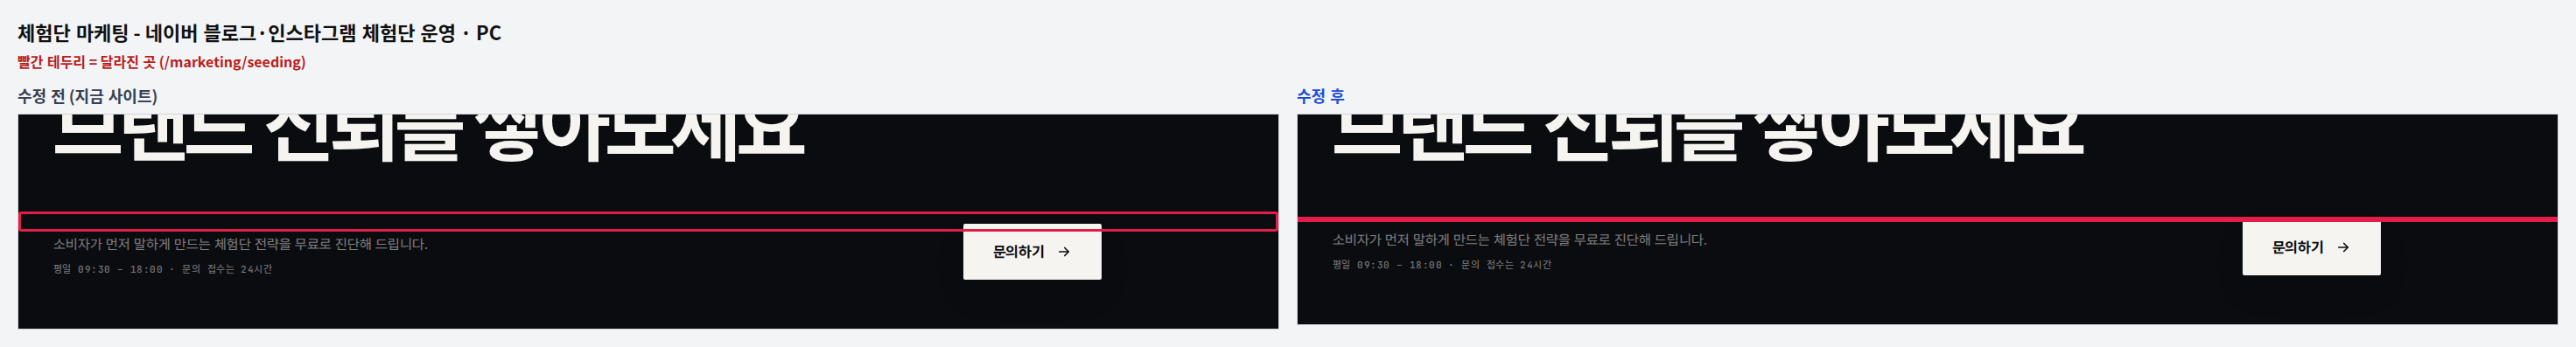 체험단 마케팅 - 네이버 블로그·인스타그램 체험단 운영 · PC
빨간 테두리 = 달라진 곳 (/marketing/seeding)
수정 전 (지금 사이트)
브랜드 신뢰를 쌓아보세요
소비자가 먼저 말하게 만드는 체험단 전략을 무료로 진단해 드립니다.
평일 09:30 – 18:00 · 문의 접수는 24시간
문의하기 →
수정 후
브랜드 신뢰를 쌓아보세요
소비자가 먼저 말하게 만드는 체험단 전략을 무료로 진단해 드립니다.
평일 09:30 – 18:00 · 문의 접수는 24시간
문의하기 →